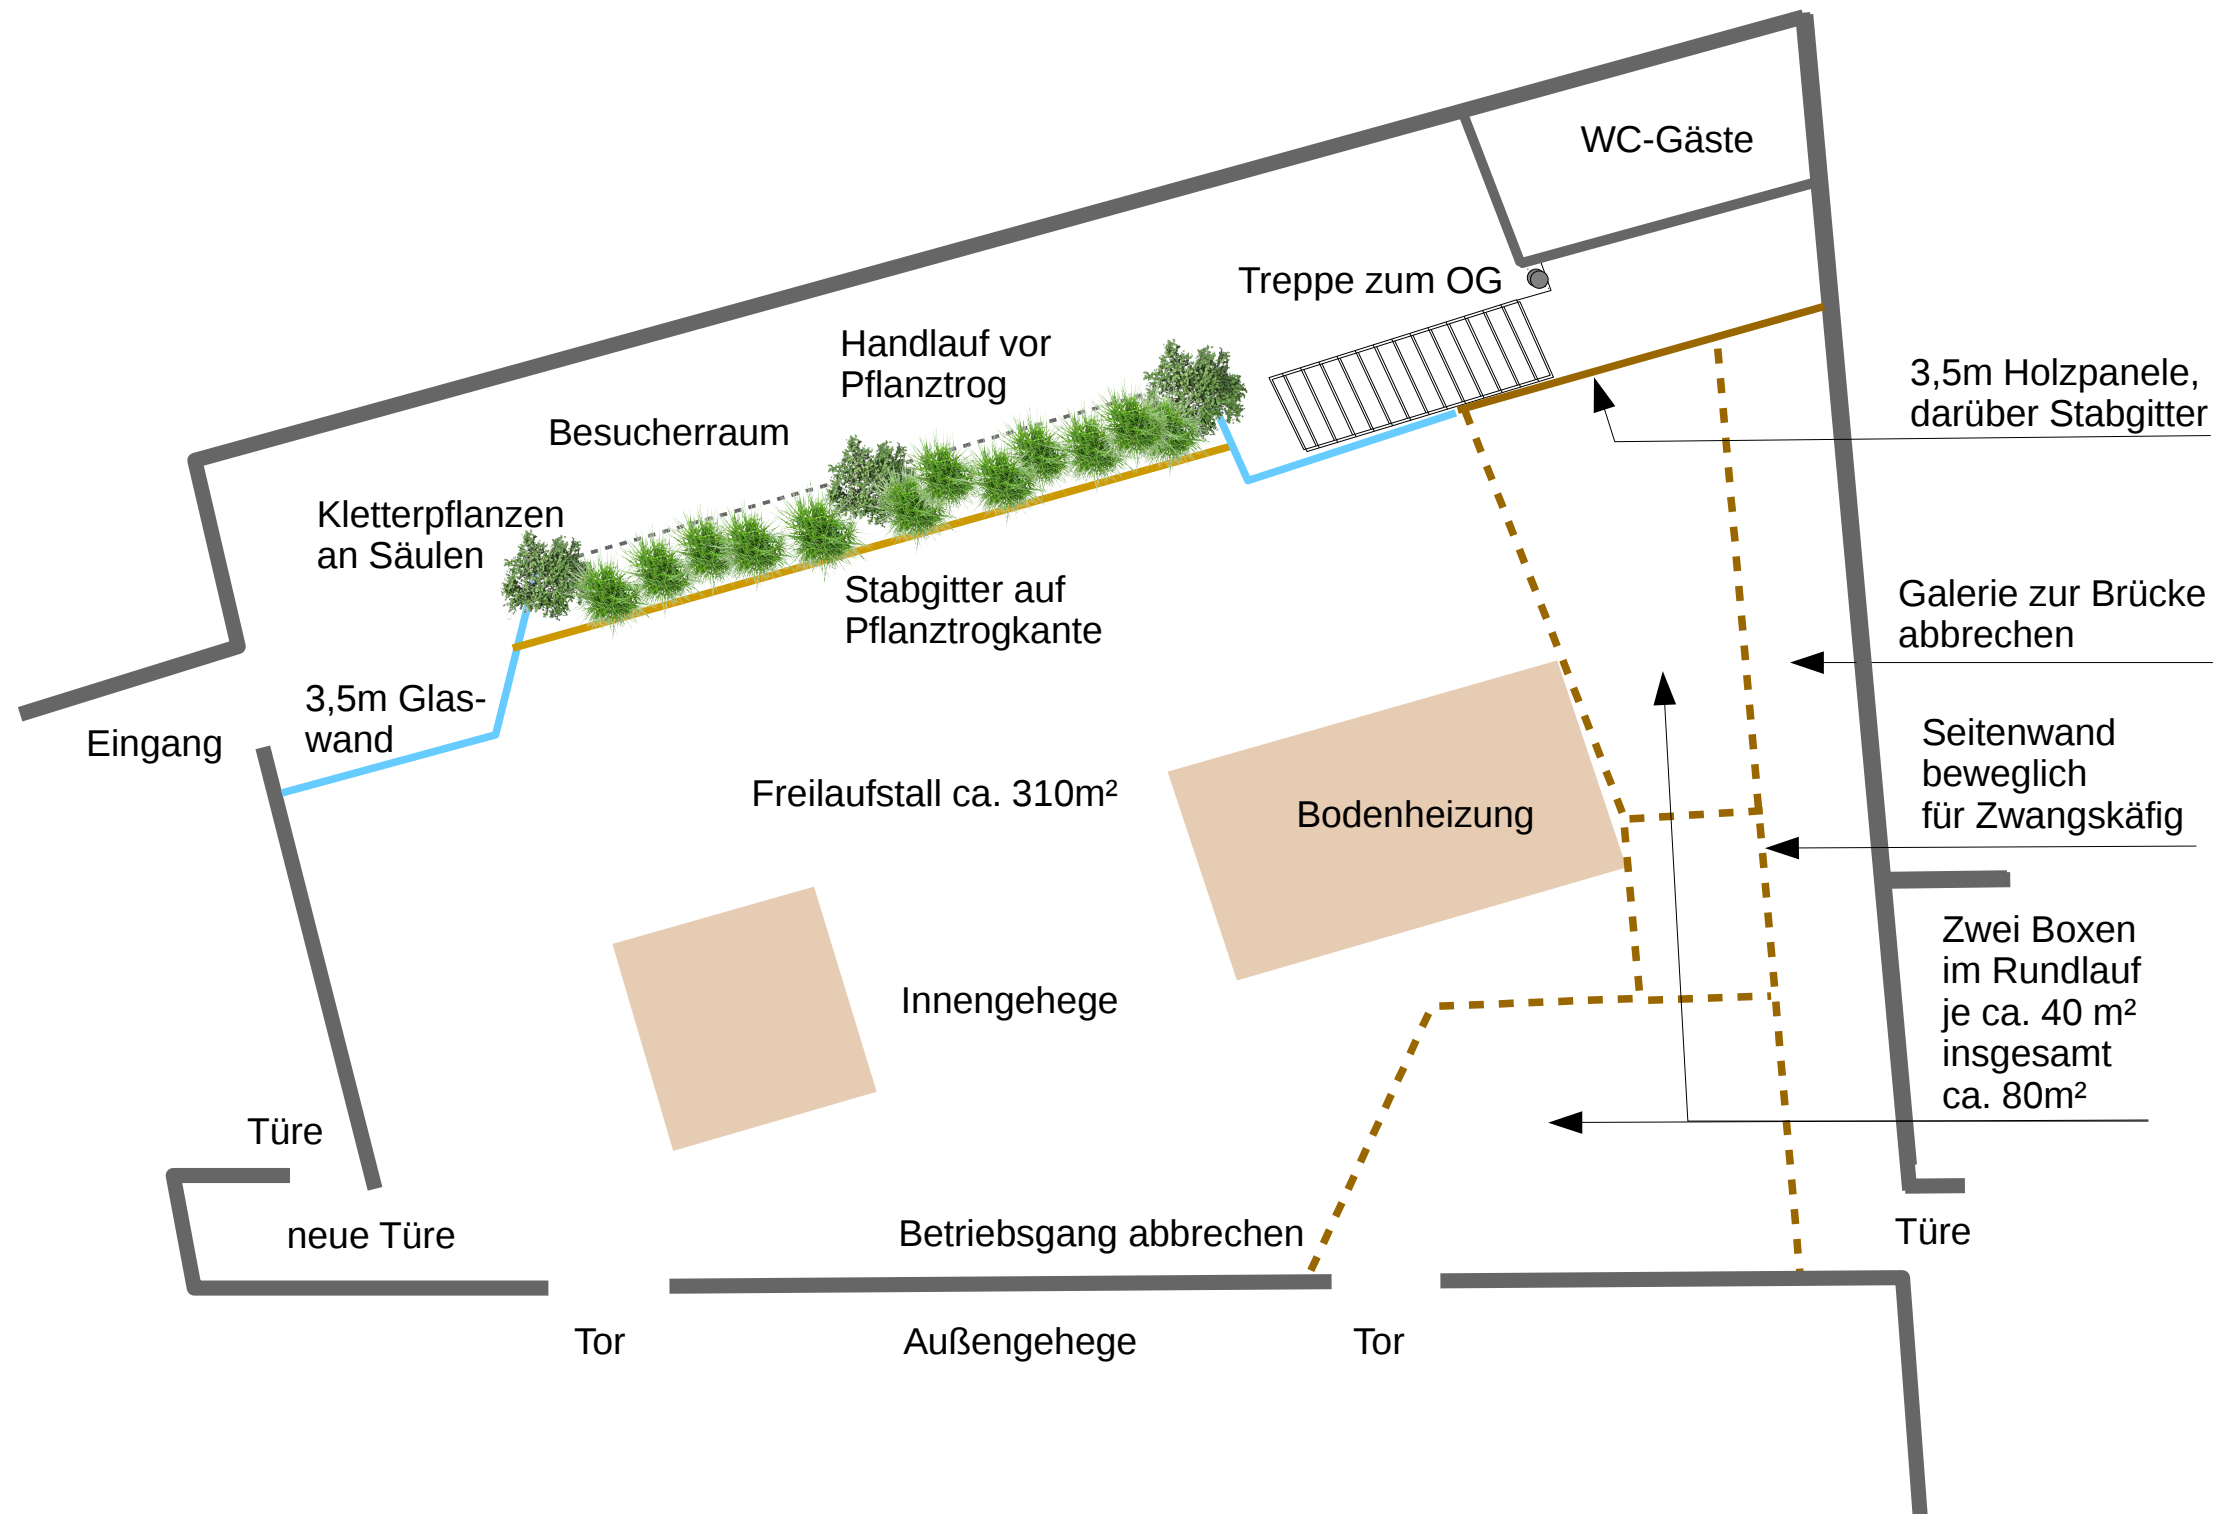 WC-Gäste
Treppe zum OG
Handlauf vor
Pflanztrog
3,5m Holzpanele,
darüber Stabgitter
Besucherraum
Kletterpflanzen
an Säulen
Stabgitter auf
Pflanztrogkante
Galerie zur Brücke
abbrechen
3,5m Glas-
wand
Eingang
Seitenwand
beweglich
für Zwangskäfig
Freilaufstall ca. 310m²
Bodenheizung
Zwei Boxen
im Rundlauf
je ca. 40 m²
insgesamt
ca. 80m²
Innengehege
Türe
neue Türe
Betriebsgang abbrechen
Türe
Tor
Außengehege
Tor